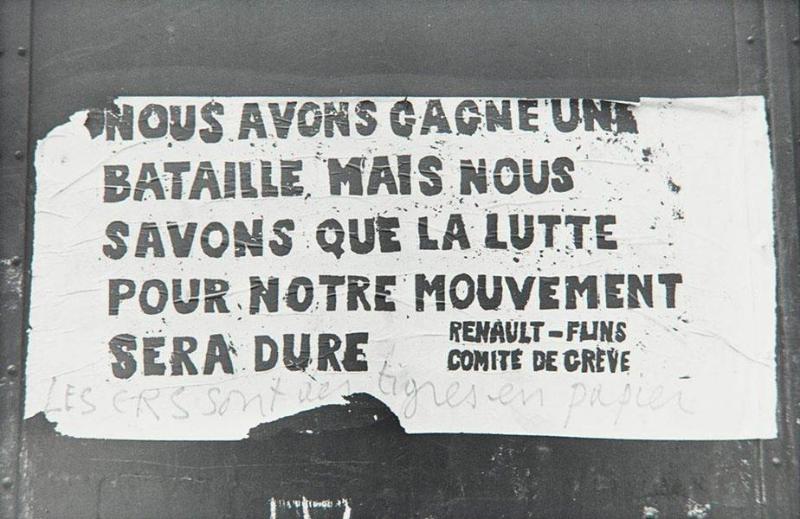 NOUS AVONS GAGNE UNE
BATAILLE MAIS NOUS
SAVONS QUE LA LUTTE
POUR NOTRE MOUVEMENT
SERA DURE
RENAULT-FLINS
COMITÉ DE GRÈVE
LES CRS sont des tigres en papier